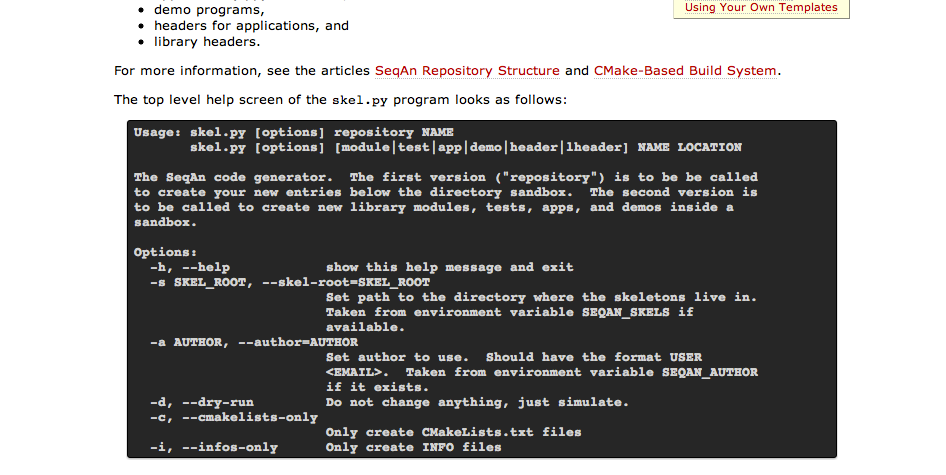 • demo programs,
• headers for applications, and
• library headers.
Using Your Own Templates
For more information, see the articles SeqAn Repository Structure and CMake-Based Build System.
The top level help screen of the skel.py program looks as follows:
Usage: skel.py [options] repository NAME
skel.py [options] [module|test|app|demo|header|lheader] NAME LOCATION
The SeqAn code generator.  The first version ("repository") is to be be called
to create your new entries below the directory sandbox.  The second version is
to be called to create new library modules, tests, apps, and demos inside a
sandbox.
Options:
-h, --help            show this help message and exit
-s SKEL_ROOT, --skel-root=SKEL_ROOT
Set path to the directory where the skeletons live in.
Taken from environment variable SEQAN_SKELS if
available.
-a AUTHOR, --author=AUTHOR
Set author to use.  Should have the format USER
<EMAIL>.  Taken from environment variable SEQAN_AUTHOR
if it exists.
-d, --dry-run         Do not change anything, just simulate.
-c, --cmakelists-only
Only create CMakeLists.txt files
-i, --infos-only      Only create INFO files